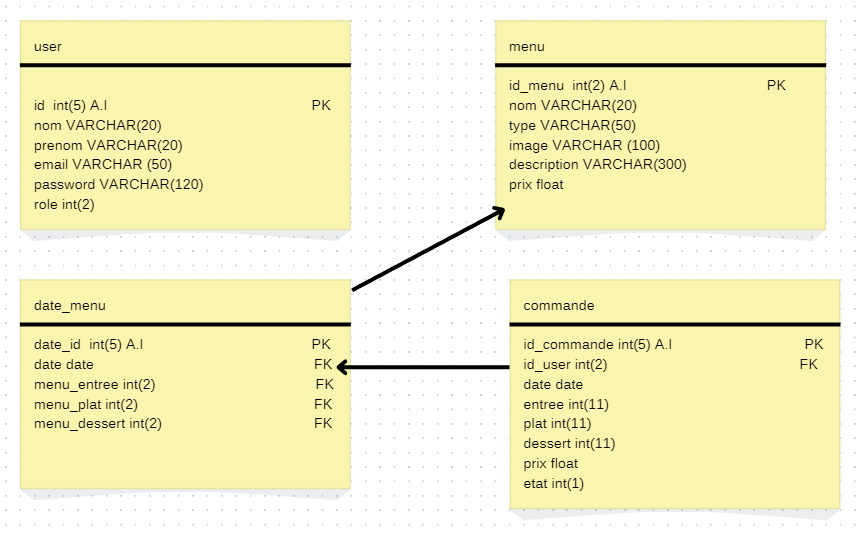 user
id int(5) A.I PK
nom VARCHAR(20)
prenom VARCHAR(20)
email VARCHAR (50)
password VARCHAR(120)
role int(2)
menu
id_menu int(2) A.I PK
nom VARCHAR(20)
type VARCHAR(50)
image VARCHAR (100)
description VARCHAR(300)
prix float
date_menu
date_id int(5) A.I PK
date date FK
menu_entree int(2) FK
menu_plat int(2) FK
menu_dessert int(2) FK
commande
id_commande int(5) A.I PK
id_user int(2) FK
date date
entree int(11)
plat int(11)
dessert int(11)
prix float
etat int(1)